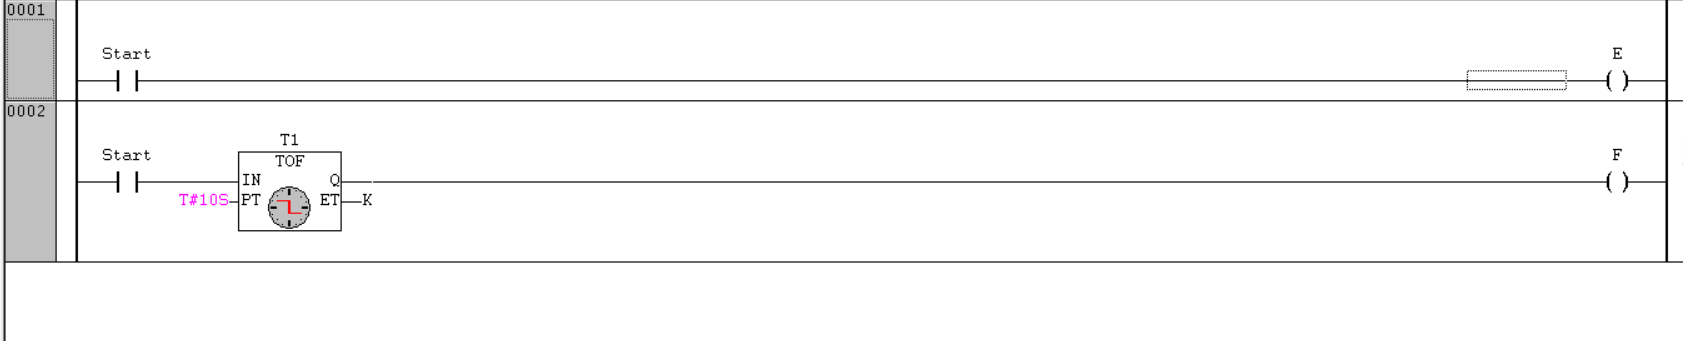 0001
Start
E
0002
T1
Start
TOF
F
IN Q
T#10S PT ET K